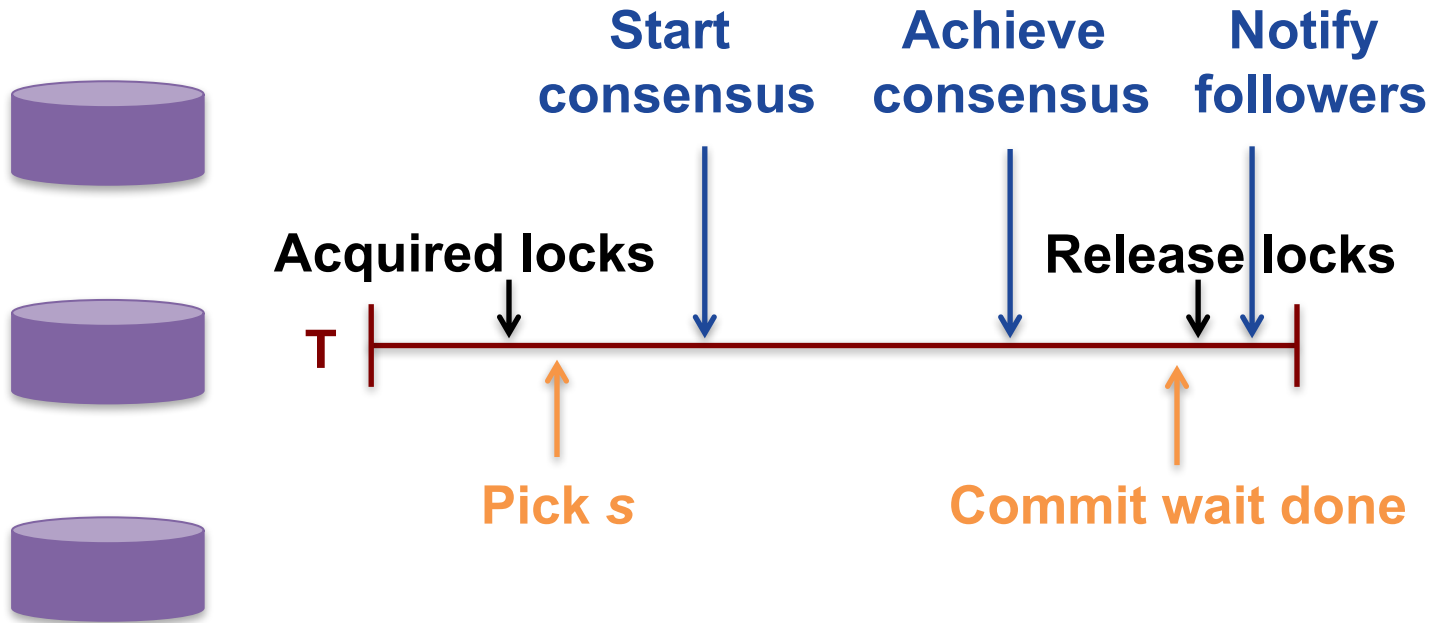 Start
consensus
Achieve
consensus
Notify
followers
Acquired locks
Release locks
T
Pick s
Commit wait done